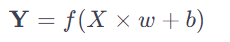 Y = f(X × w + b)